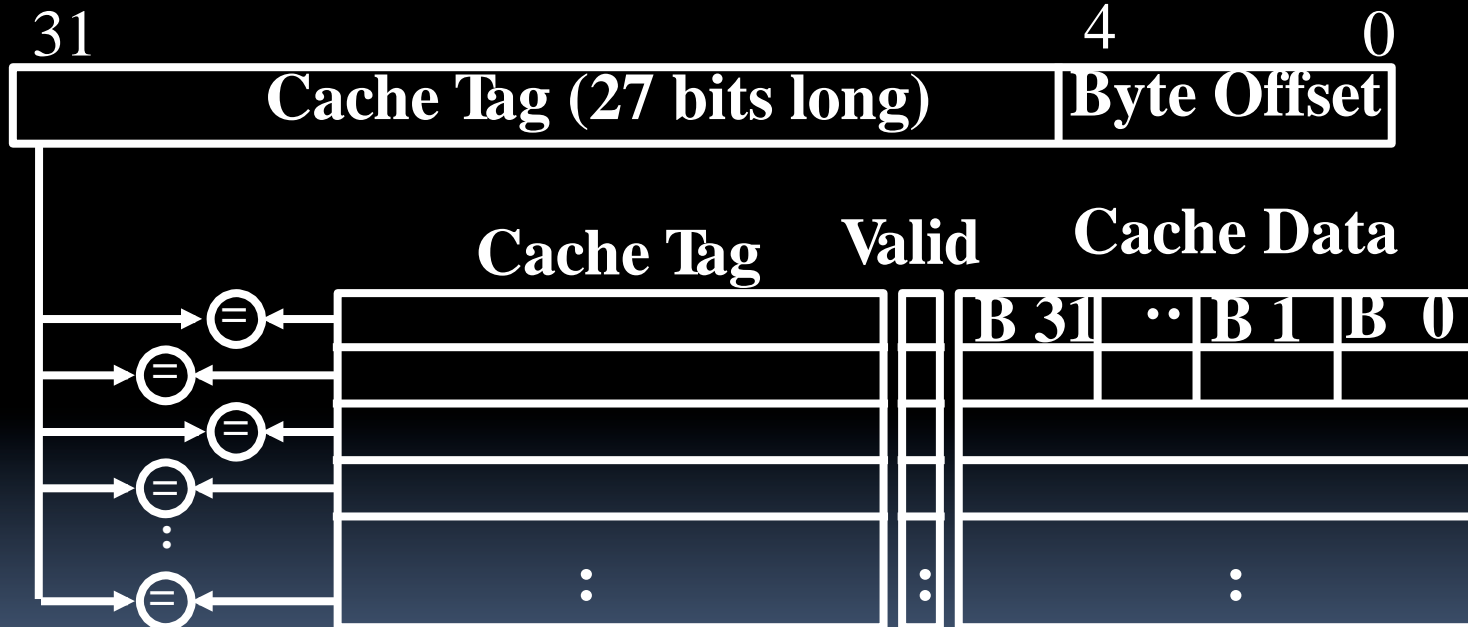 31 4 0
Cache Tag (27 bits long) Byte Offset
Cache Tag Valid Cache Data
= B 31 ·· B 1 B 0
=
=
=
:
= : : :